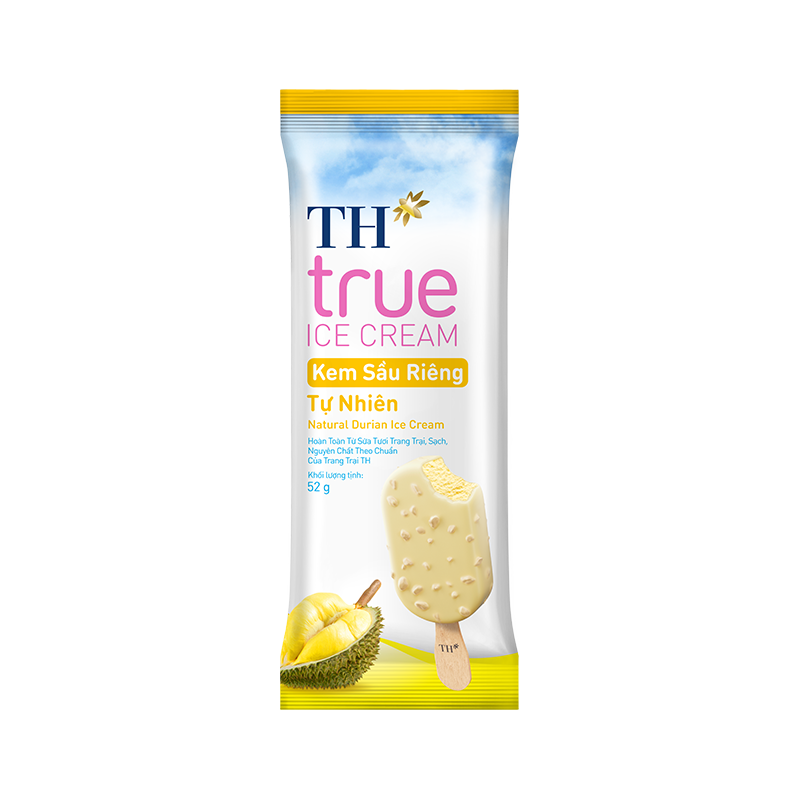 TH
true
ICE CREAM
Kem Sầu Riêng
Tự Nhiên
Natural Durian Ice Cream
Hoàn Toàn Từ Sữa Tươi Trang Trại, Sạch,
Nguyên Chất Theo Chuẩn
Của Trang Trại TH
Khối lượng tịnh:
52 g
TH